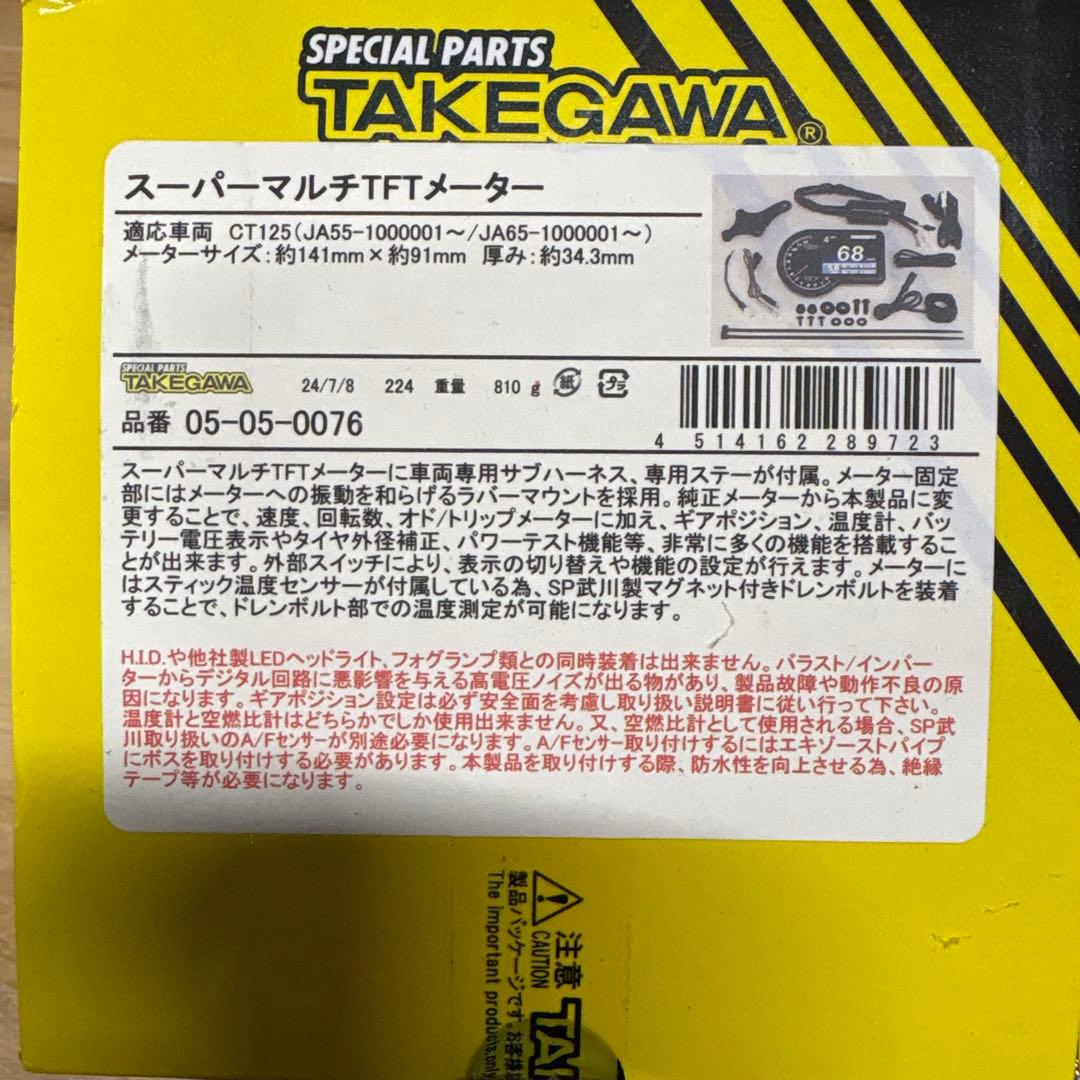 SPECIAL PARTS
TAKEGAWA®
スーパーマルチTFTメーター
適応車両 CT125(JA55-1000001～/JA65-1000001～)
メーターサイズ:約141mm×約91mm 厚み:約34.3mm
68
SPECIAL PARTS
TAKEGAWA
24/7/8 224 重量 810 g 紙 プラ
品番 05-05-0076
4 514162 289723
スーパーマルチTFTメーターに車両専用サブハーネス、専用ステーが付属。メーター固定
部にはメーターへの振動を和らげるラバーマウントを採用。純正メーターから本製品に変
更することで、速度、回転数、オド/トリップメーターに加え、ギアポジション、温度計、バッ
テリー電圧表示やタイヤ外径補正、パワーテスト機能等、非常に多くの機能を搭載するこ
とが出来ます。外部スイッチにより、表示の切り替えや機能の設定が行えます。メーターに
はスティック温度センサーが付属している為、SP武川製マグネット付きドレンボルトを装着
することで、ドレンボルト部での温度測定が可能になります。
H.I.D.や他社製LEDヘッドライト、フォグランプ類との同時装着は出来ません。バラスト/インバー
ターからデジタル回路に悪影響を与える高電圧ノイズが出る物があり、製品故障や動作不良の原
因になります。ギアポジション設定は必ず安全面を考慮し取り扱い説明書に従い行って下さい。
温度計と空燃比計はどちらかでしか使用出来ません。又、空燃比計として使用される場合、SP武
川取り扱いのA/Fセンサーが別途必要になります。A/Fセンサー取り付けするにはエキゾーストパイプ
にボスを取り付ける必要があります。本製品を取り付けする際、防水性を向上させる為、絶縁
テープ等が必要になります。
注意
CAUTION
製品パッケージです。お客様
The important products,only